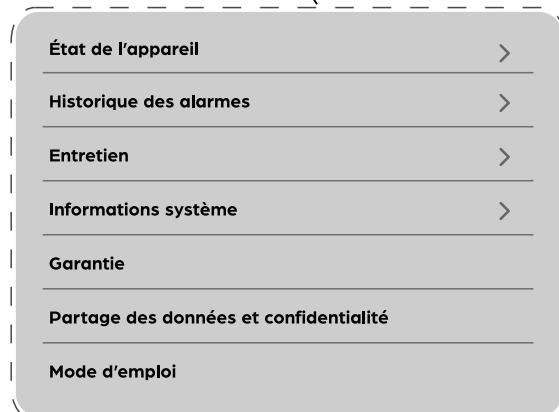 État de l'appareil
Historique des alarmes
Entretien
Informations système
Garantie
Partage des données et confidentialité
Mode d'emploi